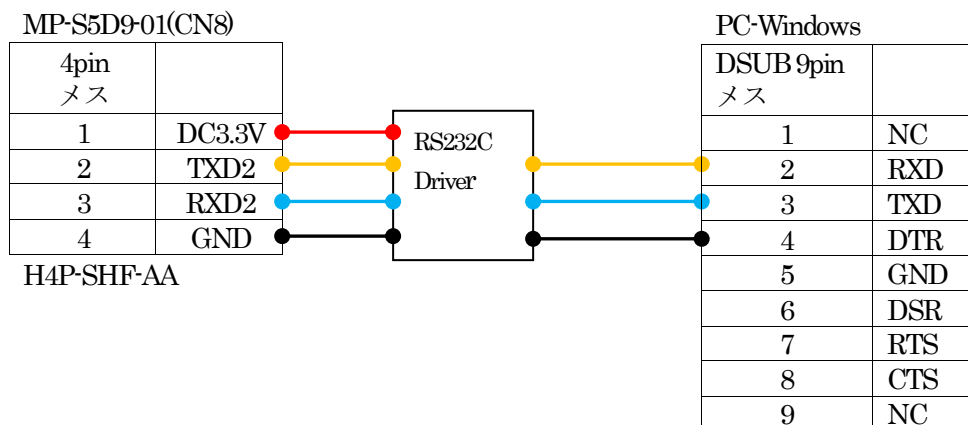 MP-S5D9-01(CN8)
4pin
メス
1 DC3.3V
2 TXD2
3 RXD2
4 GND
H4P-SHF-AA
RS232C
Driver
PC-Windows
DSUB 9pin
メス
1 NC
2 RXD
3 TXD
4 DTR
5 GND
6 DSR
7 RTS
8 CTS
9 NC